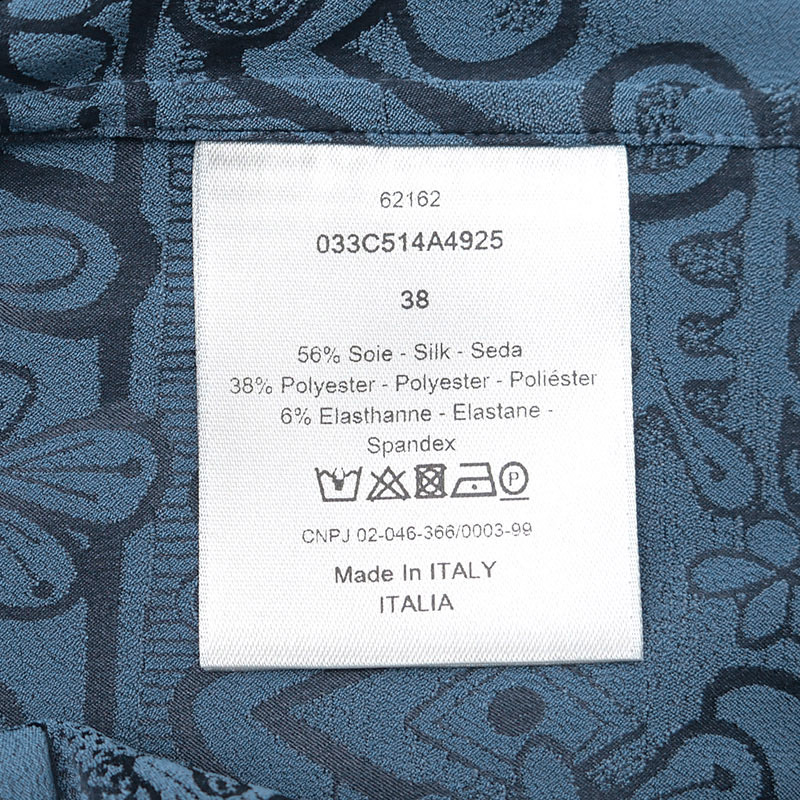 62162
033C514A4925
38
56% Soie - Silk - Seda
38% Polyester - Polyester - Poliéster
6% Elasthanne - Elastane -
Spandex
P
CNPJ 02-046-366/0003-99
Made In ITALY
ITALIA